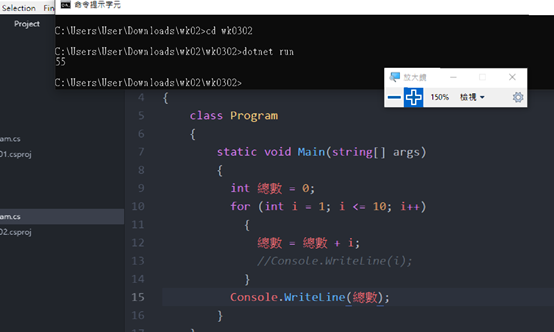 Selection Fin
Project
命令提示字元
C:\Users\User\Downloads\wk02>cd wk0302
C:\Users\User\Downloads\wk02\wk0302>dotnet run
55
C:\Users\User\Downloads\wk02\wk0302>
放大鏡
150% 檢視
am.cs
01.csproj
am.cs
02.csproj
4 {
5 class Program
6 {
7 static void Main(string[] args)
8 {
9 int 總數 = 0;
10 for (int i = 1; i <= 10; i++)
11 {
12 總數 = 總數 + i;
13 //Console.WriteLine(i);
14 }
15 Console.WriteLine(總數);
16 }
17 }